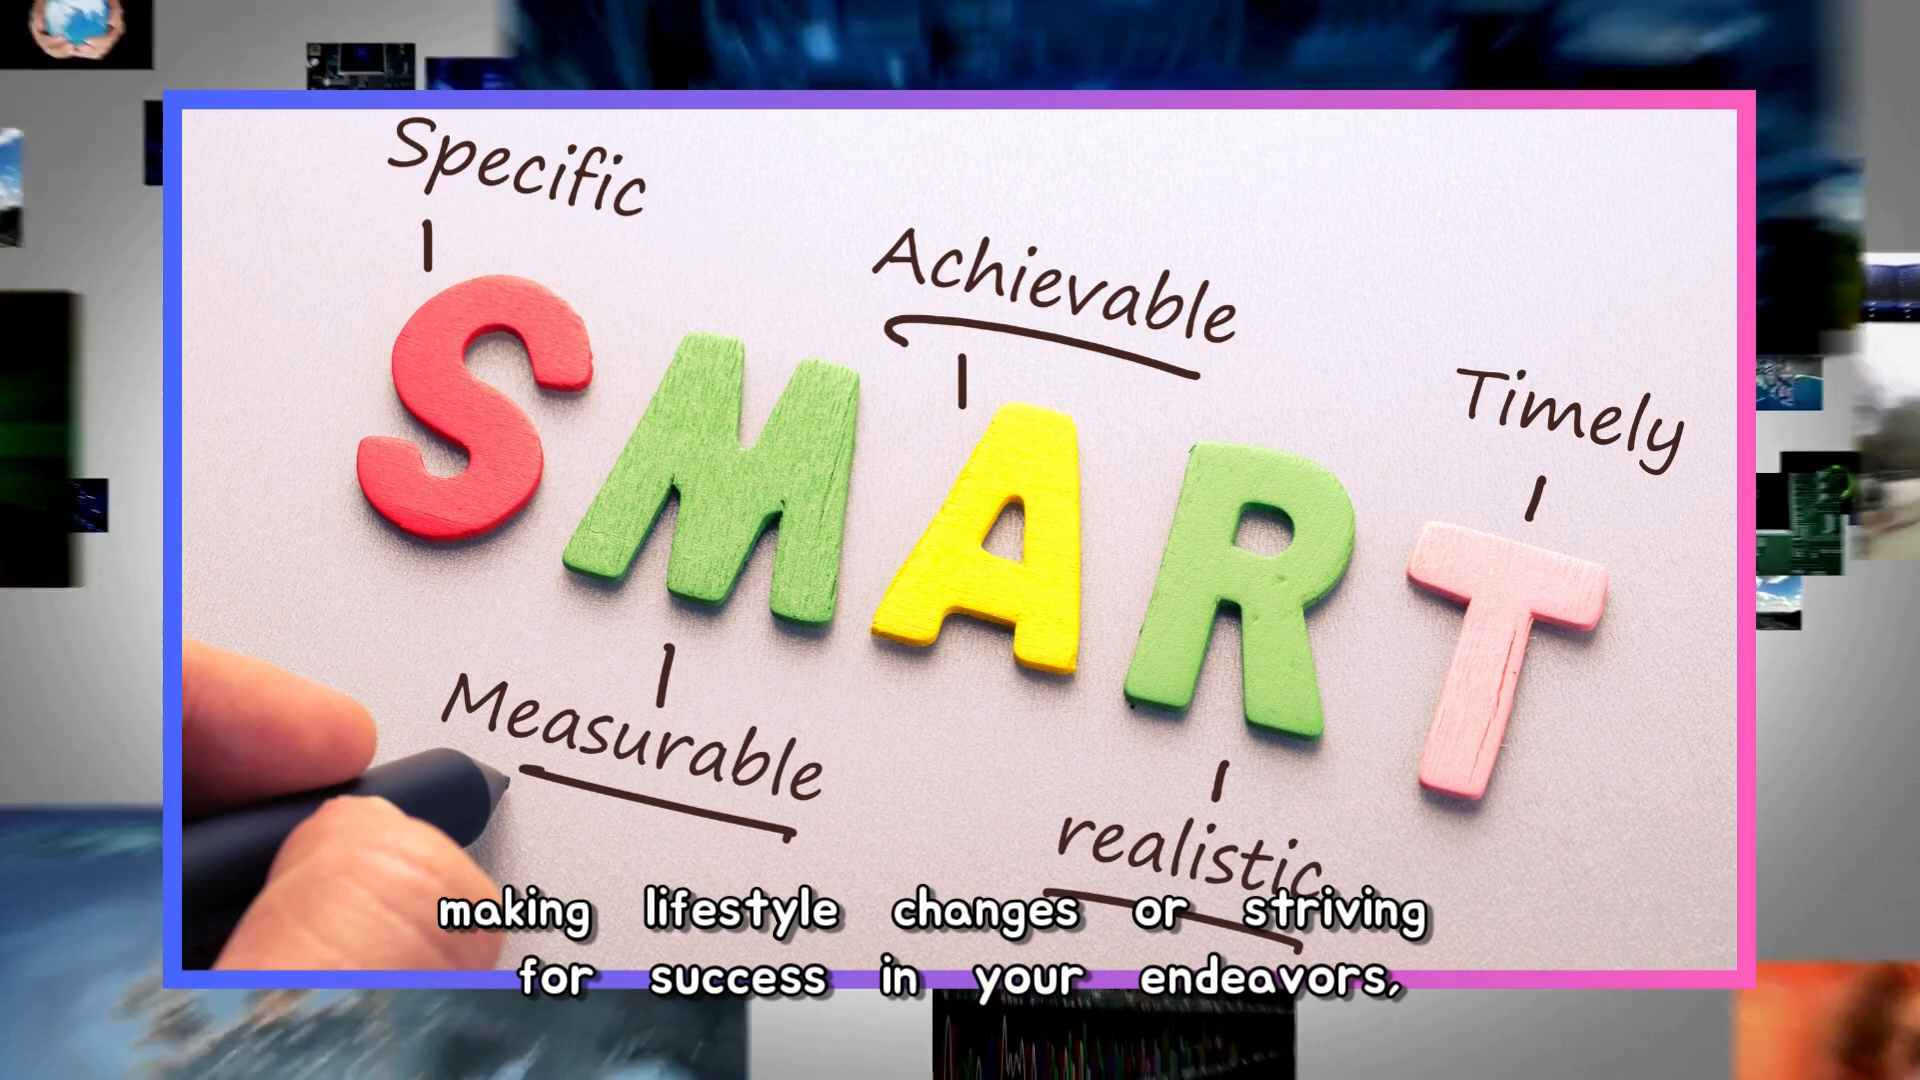 Specific
Achievable
Timely
SMART
Measurable
realistic
making lifestyle changes or striving
for success in your endeavors,